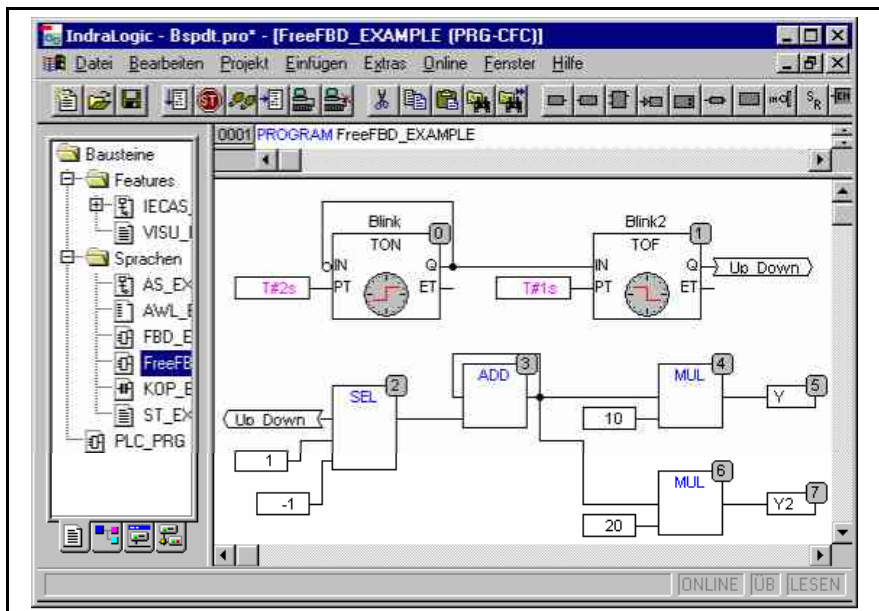 IndraLogic - Bspdt.pro* - [FreeFBD_EXAMPLE (PRG-CFC)]
Datei Bearbeiten Projekt Einfügen Extras Online Fenster Hilfe
0001 PROGRAM FreeFBD_EXAMPLE
Bausteine
Features
IECAS_
VISU_I
Sprachen
AS_EX
AWL_E
FBD_E
FreeFB
KOP_E
ST_EX
PLC_PRG
Blink
TON 0
IN Q
T#2s PT ET
Blink2
TOF 1
IN Q Up_Down
T#1s PT ET
SEL 2
Up_Down
1
-1
ADD 3
MUL 4
10
Y 5
MUL 6
20
Y2 7
ONLINE ÜB LESEN